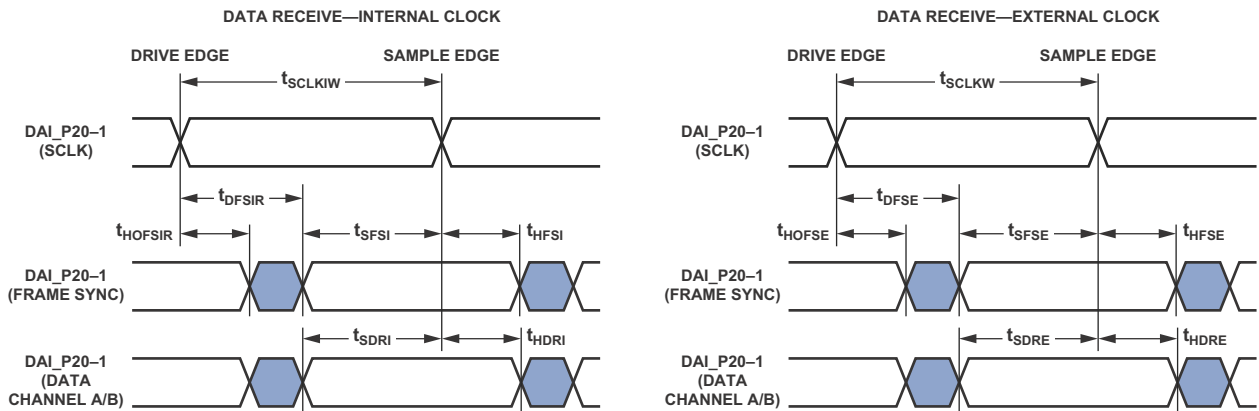 DATA RECEIVE—INTERNAL CLOCK
DRIVE EDGE
SAMPLE EDGE
tSCLKIW
DAI_P20–1
(SCLK)
tDFSIR
tHOFSIR
tSFSI
tHFSI
DAI_P20–1
(FRAME SYNC)
tSDRI
tHDRI
DAI_P20–1
(DATA
CHANNEL A/B)
DATA RECEIVE—EXTERNAL CLOCK
DRIVE EDGE
SAMPLE EDGE
tSCLKW
DAI_P20–1
(SCLK)
tDFSE
tHOFSE
tSFSE
tHFSE
DAI_P20–1
(FRAME SYNC)
tSDRE
tHDRE
DAI_P20–1
(DATA
CHANNEL A/B)